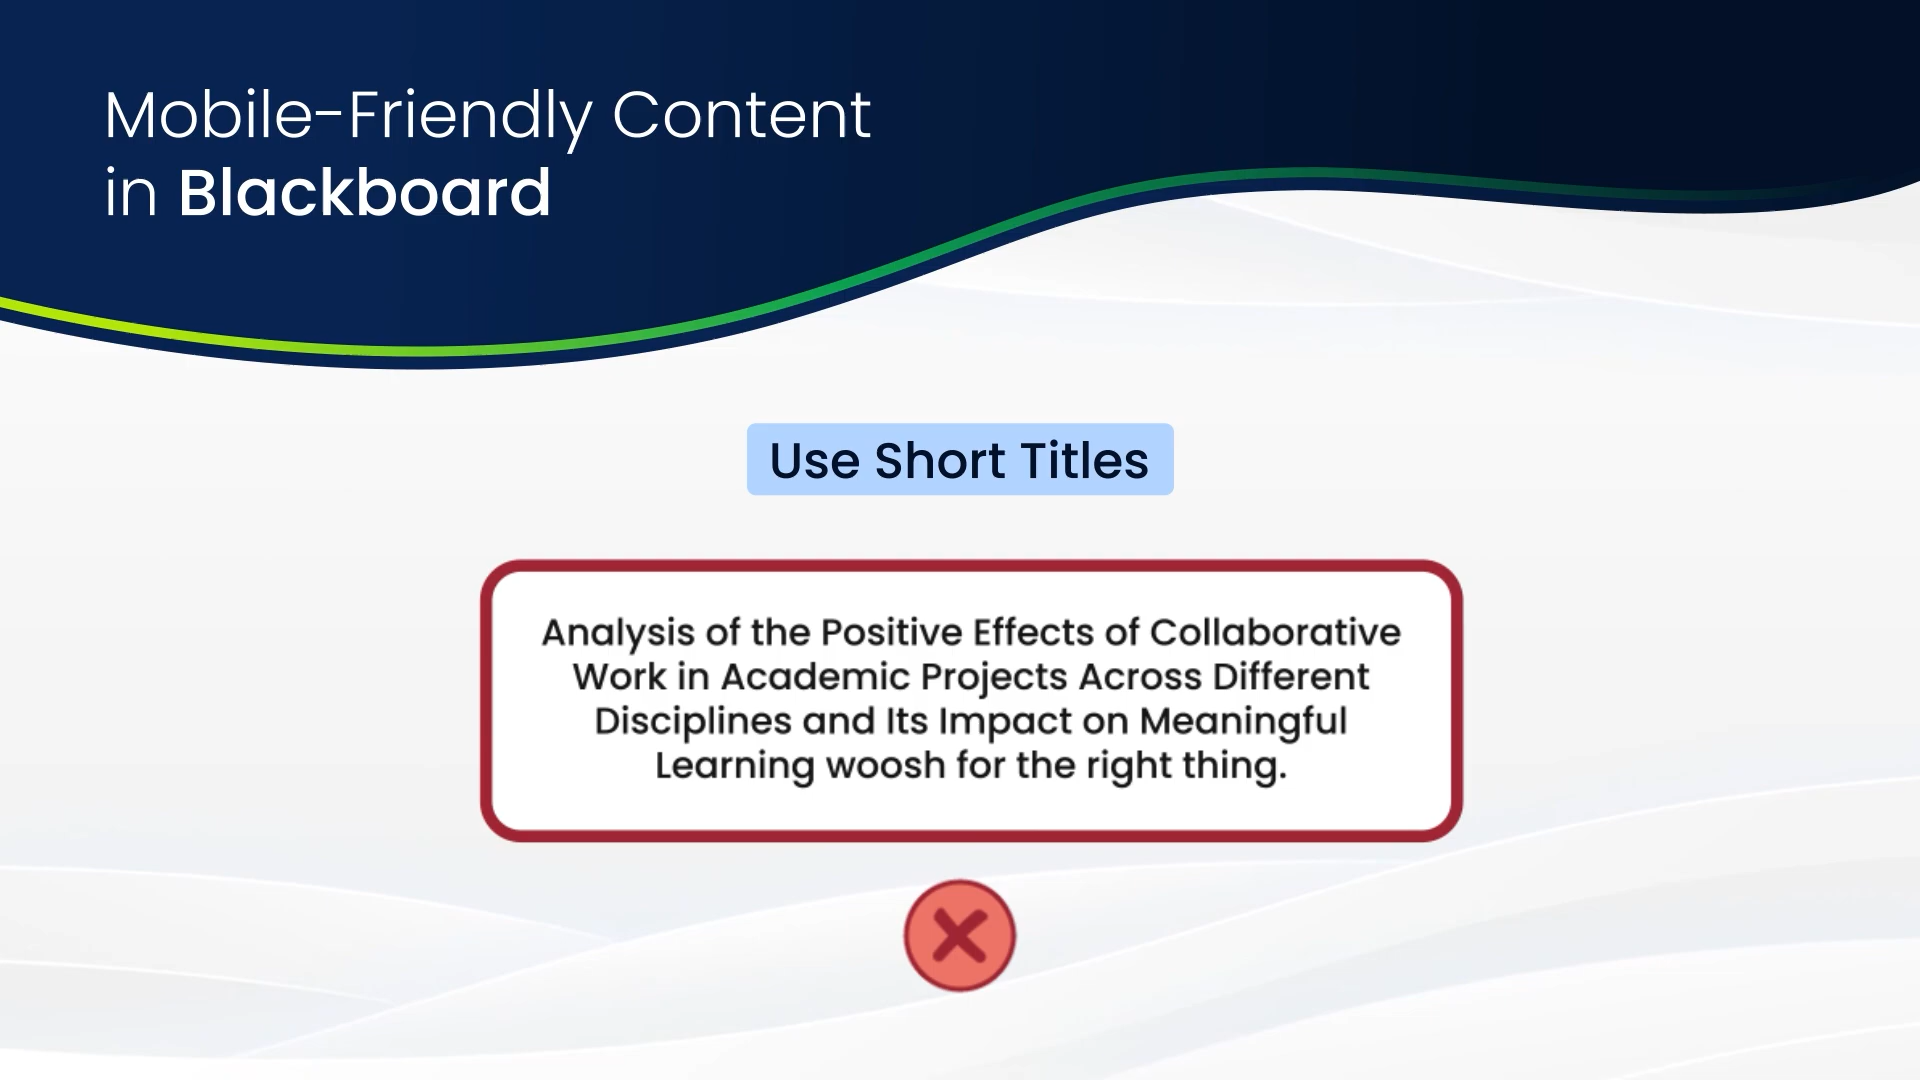 Mobile-Friendly Content
in Blackboard
Use Short Titles
Analysis of the Positive Effects of Collaborative
Work in Academic Projects Across Different
Disciplines and Its Impact on Meaningful
Learning woosh for the right thing.